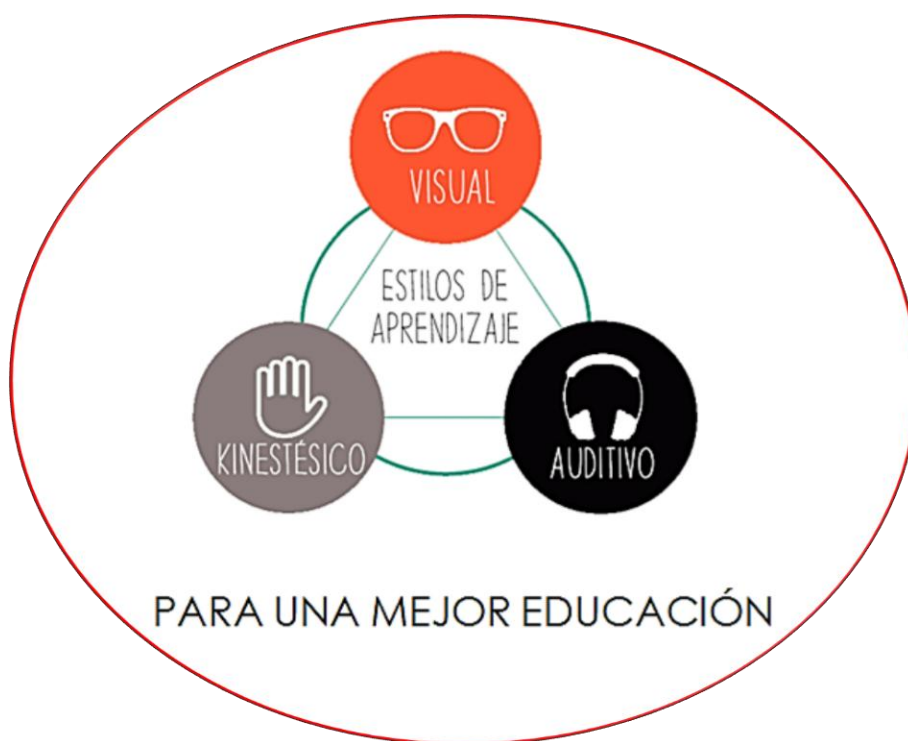 VISUAL
ESTILOS DE
APRENDIZAJE
KINESTÉSICO
AUDITIVO
PARA UNA MEJOR EDUCACIÓN